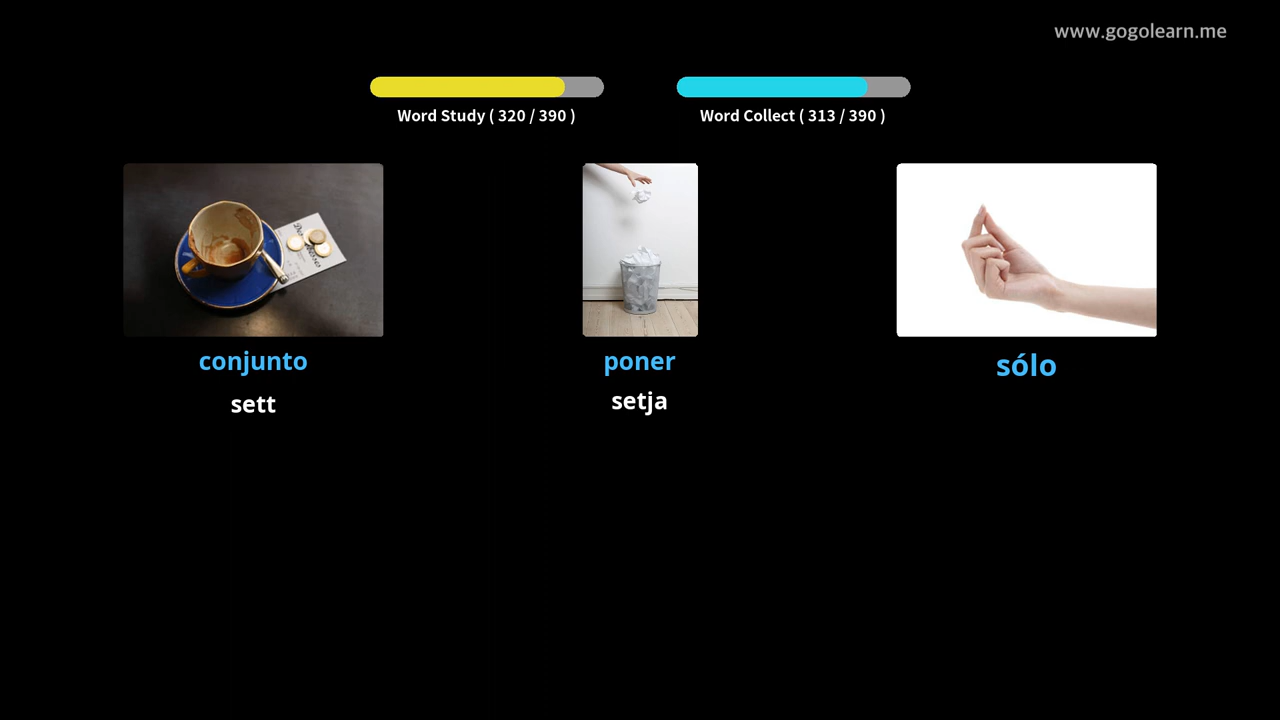 www.gogolearn.me
Word Study ( 320 / 390 )
Word Collect ( 313 / 390 )
conjunto
sett
poner
setja
sólo